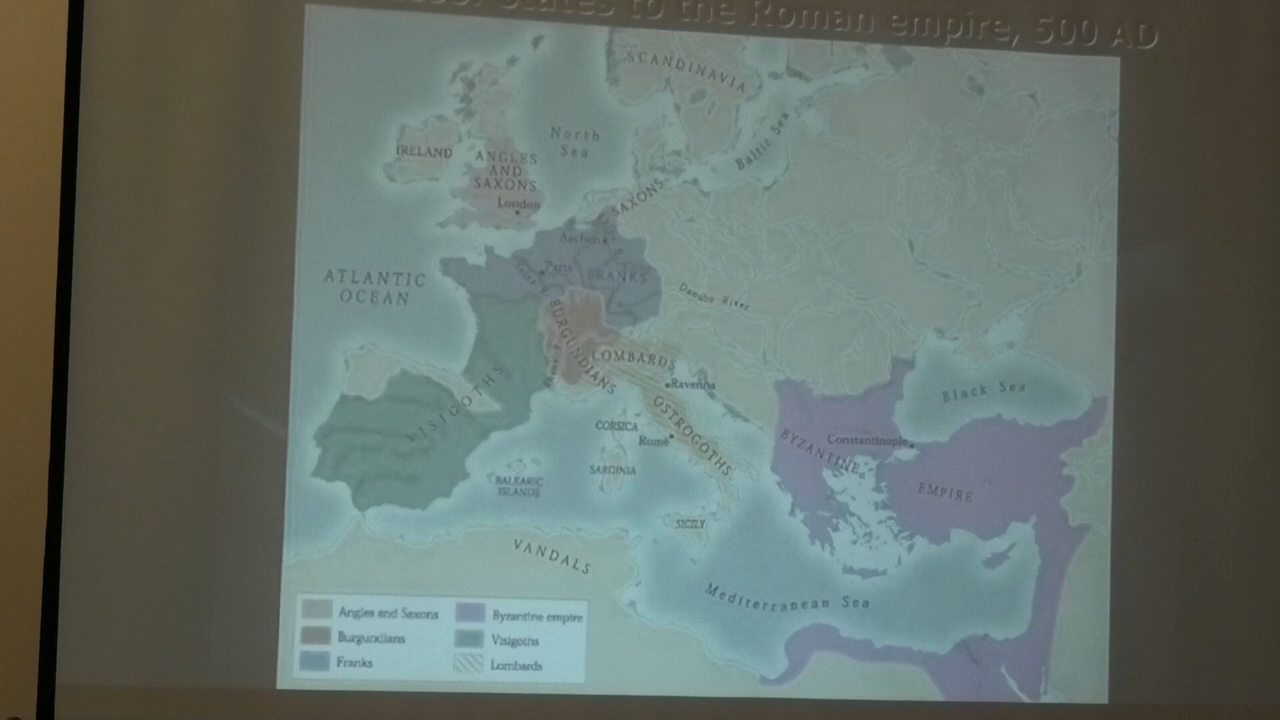 States to the Roman empire, 500 AD
SCANDINAVIA
North
Sea
Baltic Sea
IRELAND
ANGLES
AND
SAXONS
London
SAXONS
Aachen
Paris
FRANKS
ATLANTIC
OCEAN
Danube River
BURGUNDIANS
LOMBARDS
Ravenna
VISIGOTHS
OSTROGOTHS
CORSICA
Rome
SARDINIA
BALEARIC
ISLANDS
SICILY
Black Sea
Constantinople
BYZANTINE
EMPIRE
VANDALS
Mediterranean Sea
Angles and Saxons
Burgundians
Franks
Byzantine empire
Visigoths
Lombards